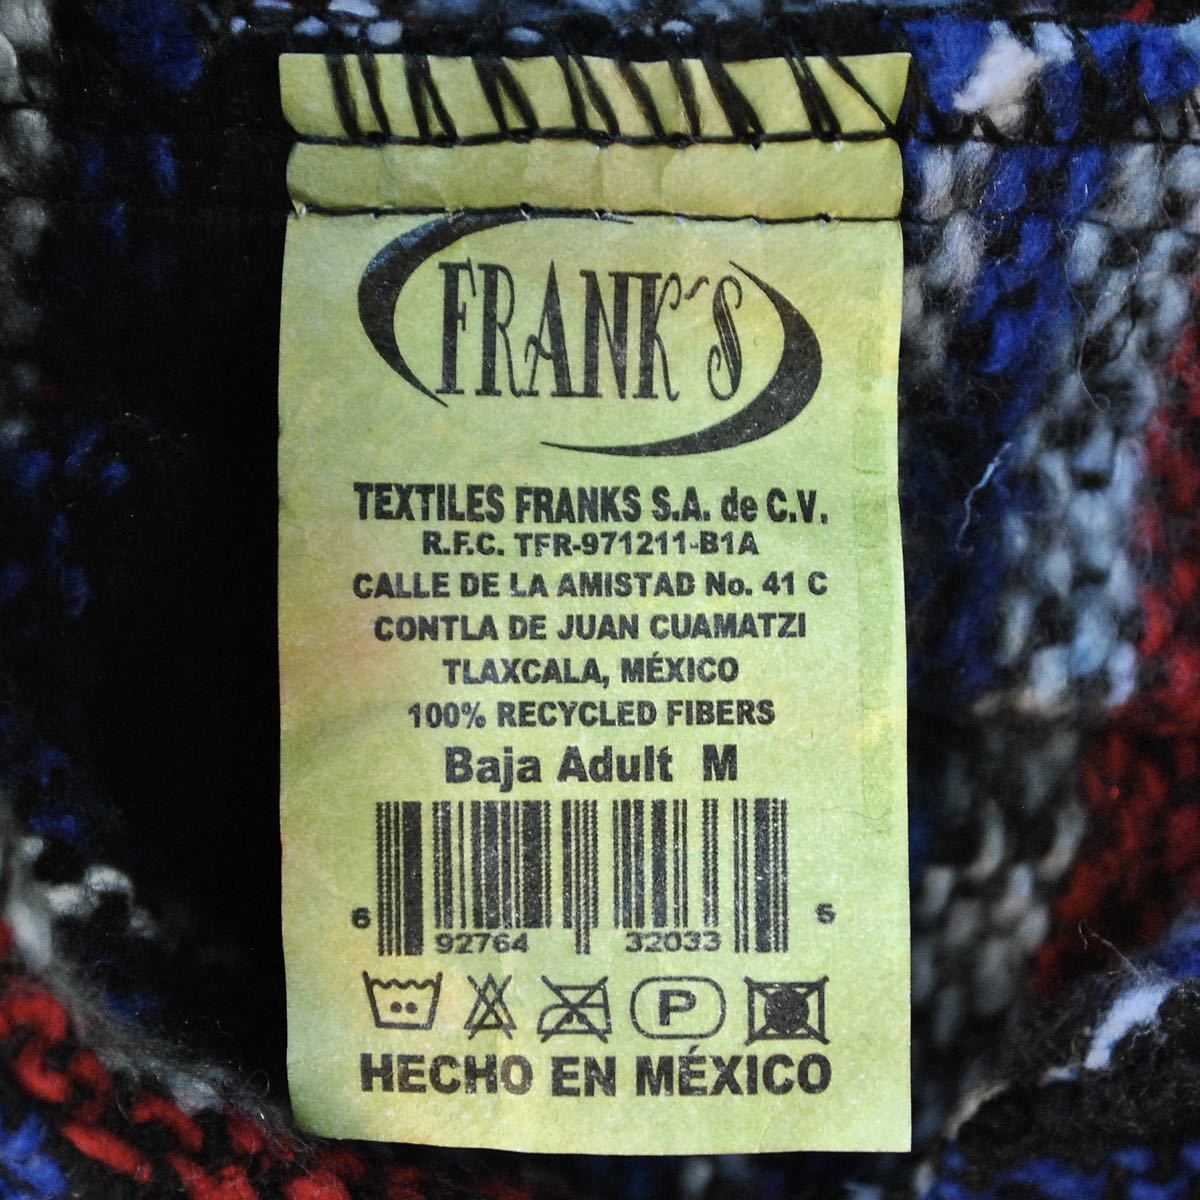 FRANK´S
TEXTILES FRANKS S.A. de C.V.
R.F.C. TFR-971211-B1A
CALLE DE LA AMISTAD No. 41 C
CONTLA DE JUAN CUAMATZI
TLAXCALA, MÉXICO
100% RECYCLED FIBERS
Baja Adult M
6 92764 32033 5
P
HECHO EN MÉXICO